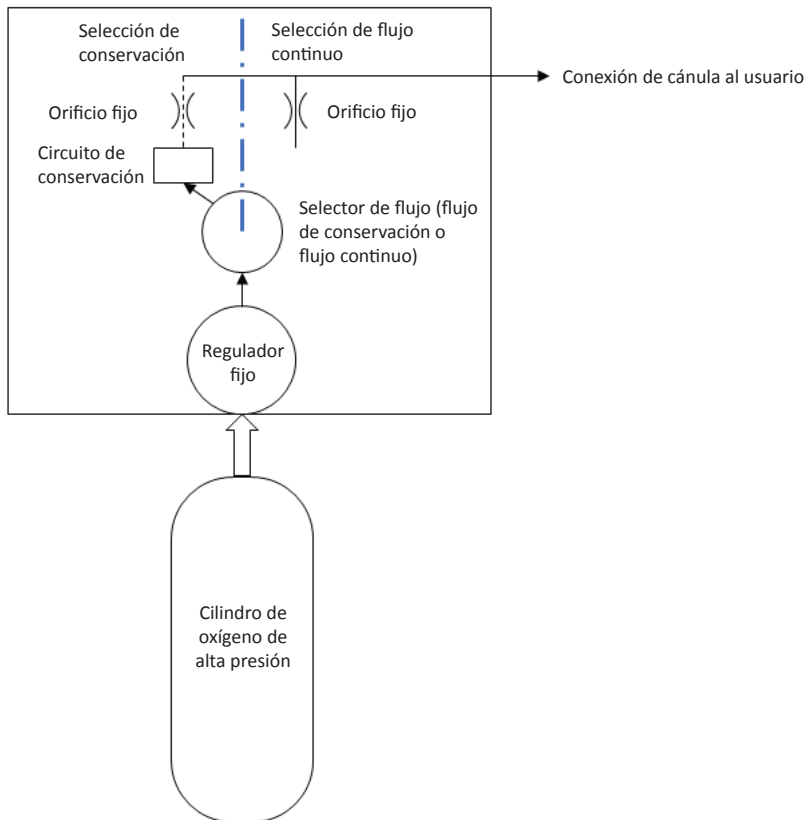 Selección de
conservación
Selección de flujo
continuo
Conexión de cánula al usuario
Orificio fijo
Orificio fijo
Circuito de
conservación
Selector de flujo (flujo
de conservación o
flujo continuo)
Regulador
fijo
Cilindro de
oxígeno de
alta presión